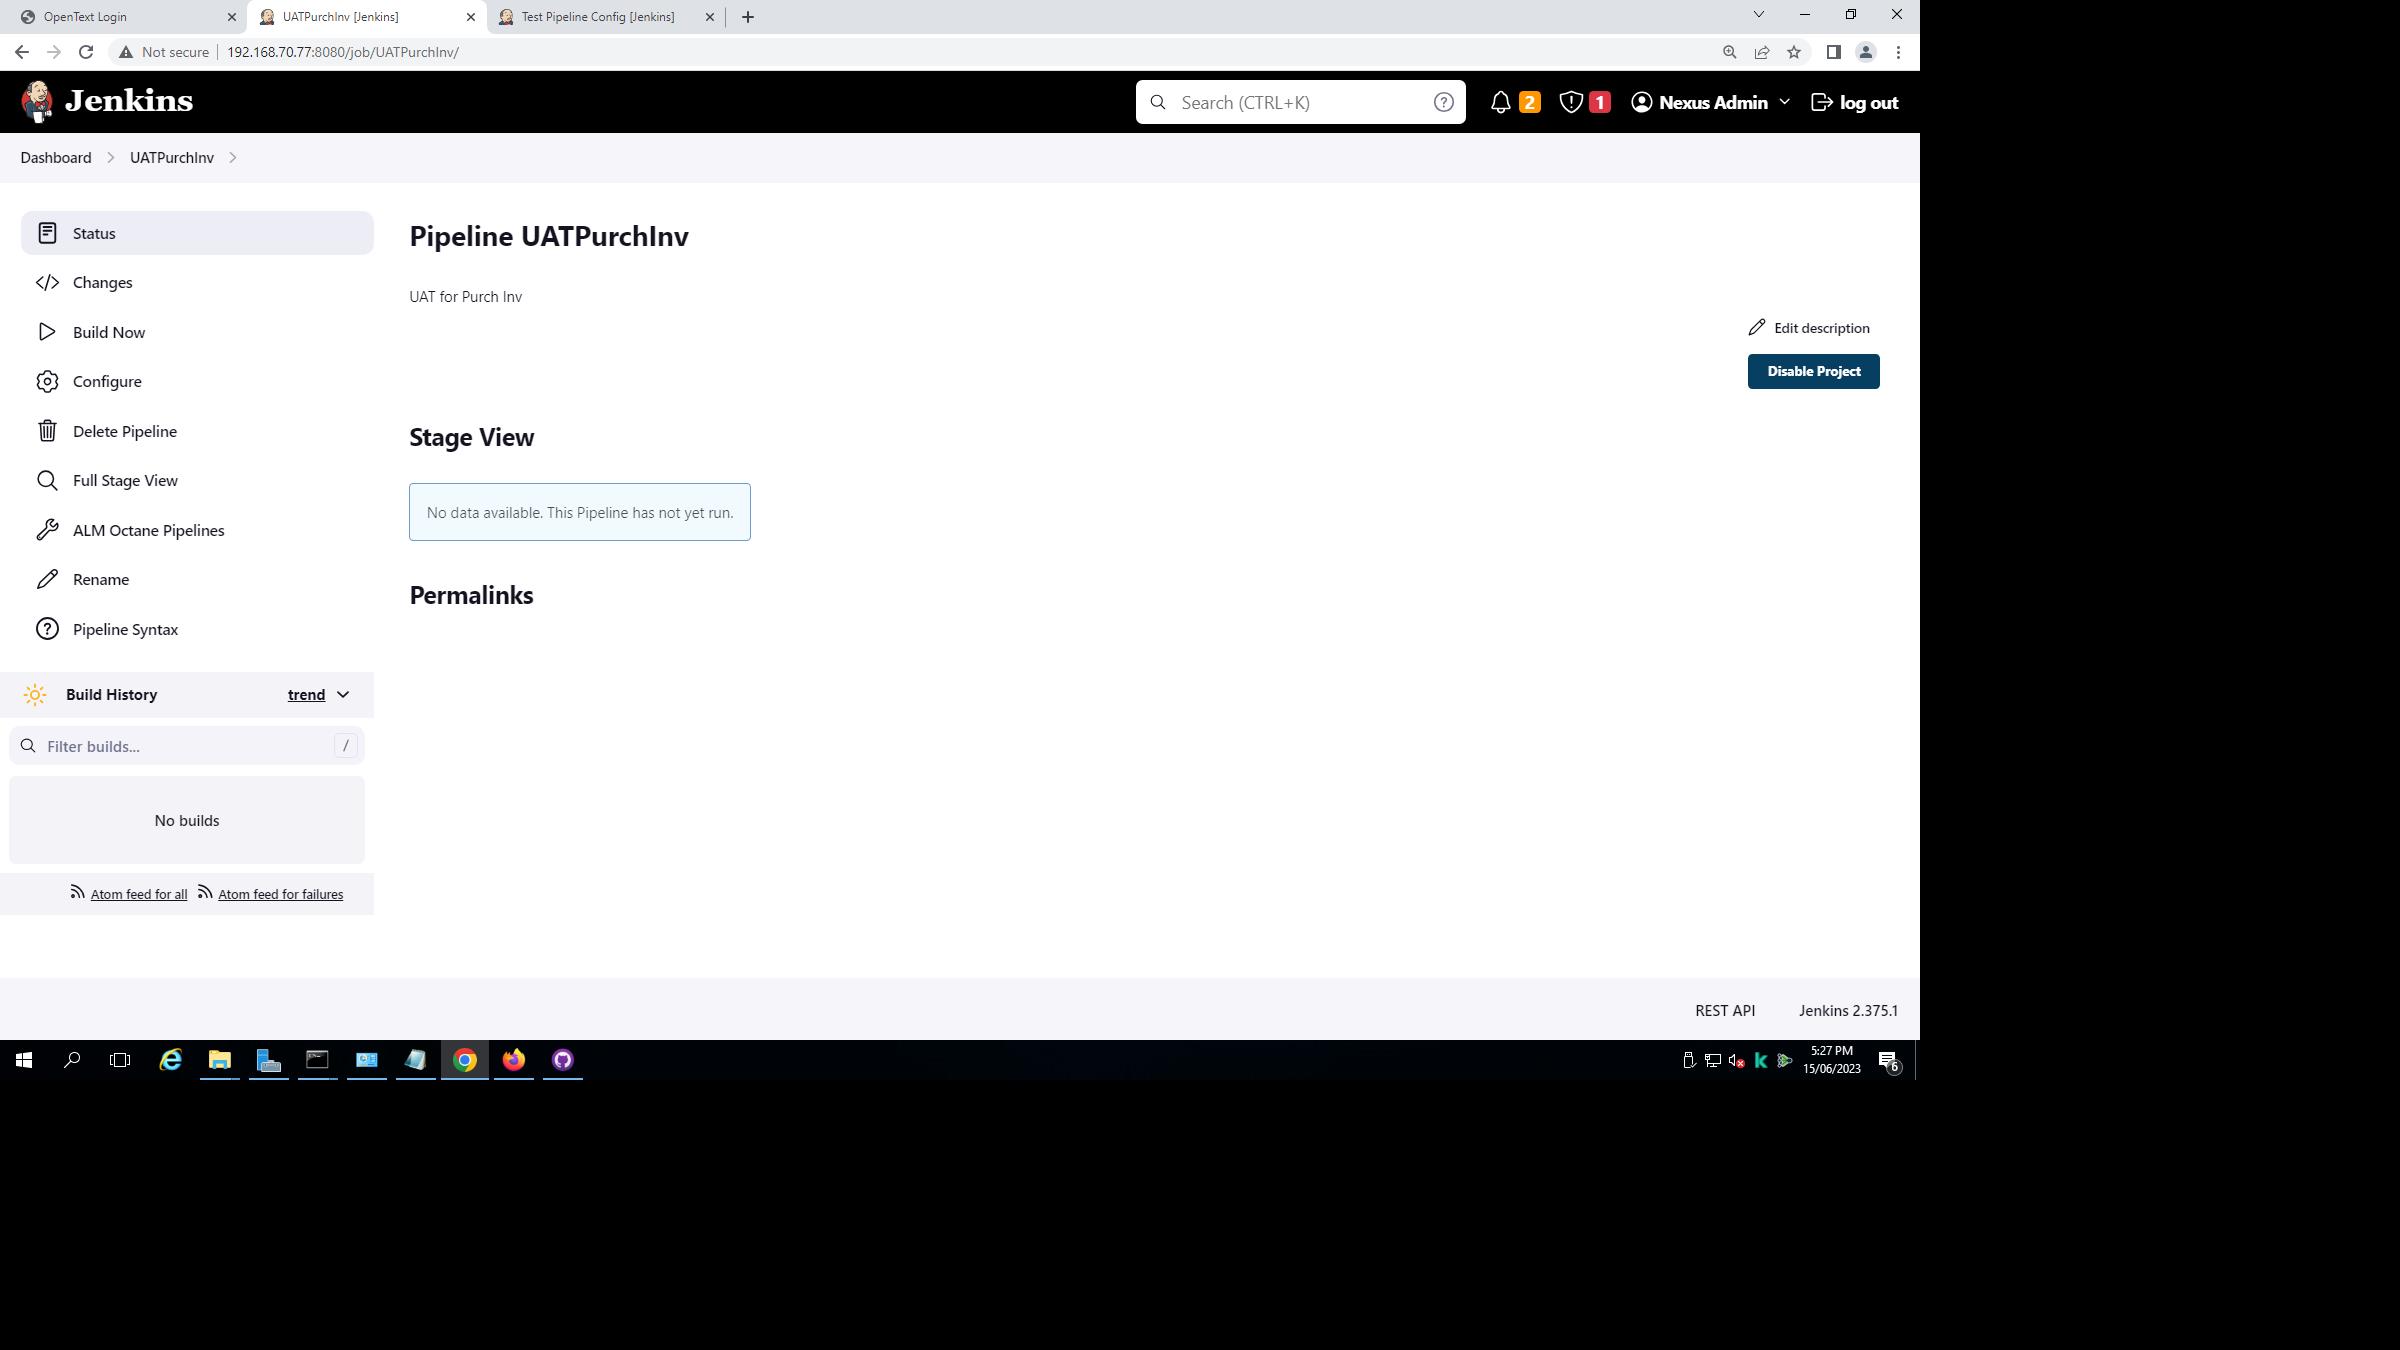 OpenText Login
UATPurchInv [Jenkins]
Test Pipeline Config [Jenkins]
Not secure
192.168.70.77:8080/job/UATPurchInv/
Jenkins
Search (CTRL+K)
2
1
Nexus Admin
log out
Dashboard
UATPurchInv
Status
Changes
Build Now
Configure
Delete Pipeline
Full Stage View
ALM Octane Pipelines
Rename
Pipeline Syntax
Build History
trend
Filter builds...
/
No builds
Atom feed for all
Atom feed for failures
Pipeline UATPurchInv
UAT for Purch Inv
Edit description
Disable Project
Stage View
No data available. This Pipeline has not yet run.
Permalinks
REST API
Jenkins 2.375.1
5:27 PM
15/06/2023
6